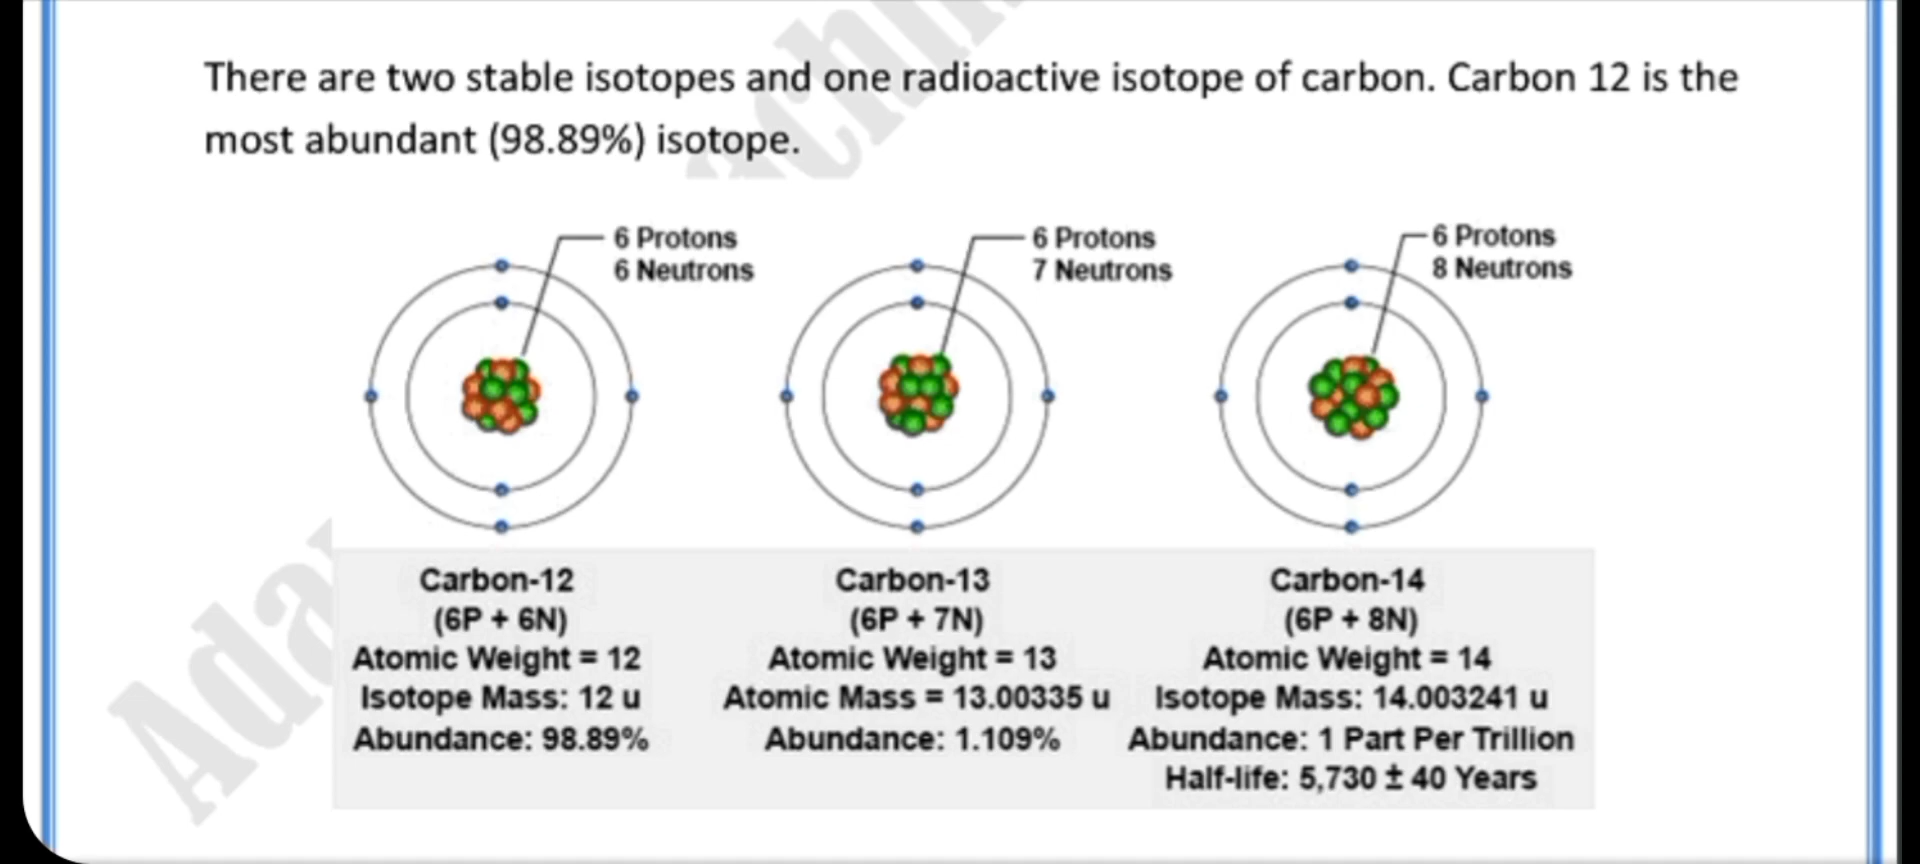 There are two stable isotopes and one radioactive isotope of carbon. Carbon 12 is the
most abundant (98.89%) isotope.
6 Protons
6 Neutrons
6 Protons
7 Neutrons
6 Protons
8 Neutrons
Carbon-12
(6P + 6N)
Atomic Weight = 12
Isotope Mass: 12 u
Abundance: 98.89%
Carbon-13
(6P + 7N)
Atomic Weight = 13
Atomic Mass = 13.00335 u
Abundance: 1.109%
Carbon-14
(6P + 8N)
Atomic Weight = 14
Isotope Mass: 14.003241 u
Abundance: 1 Part Per Trillion
Half-life: 5,730 ± 40 Years